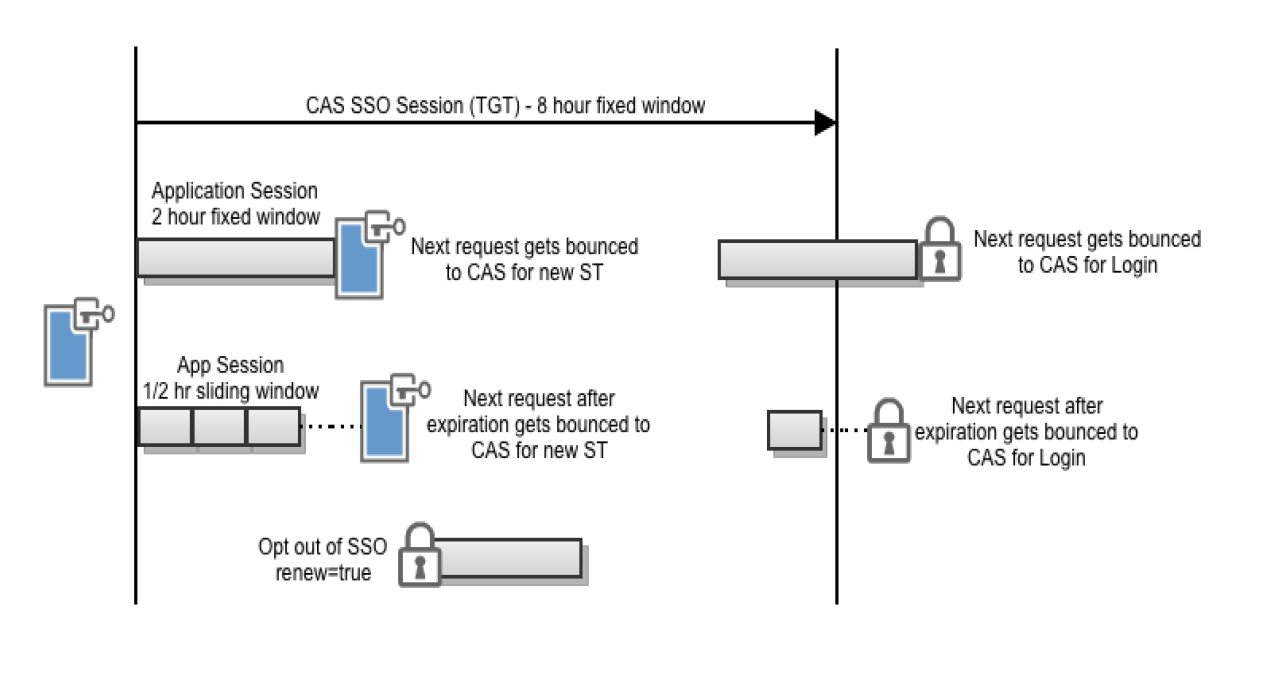 CAS SSO Session (TGT) - 8 hour fixed window
Application Session
2 hour fixed window
Next request gets bounced
to CAS for new ST
Next request gets bounced
to CAS for Login
App Session
1/2 hr sliding window
Next request after
expiration gets bounced to
CAS for new ST
Next request after
expiration gets bounced to
CAS for Login
Opt out of SSO
renew=true